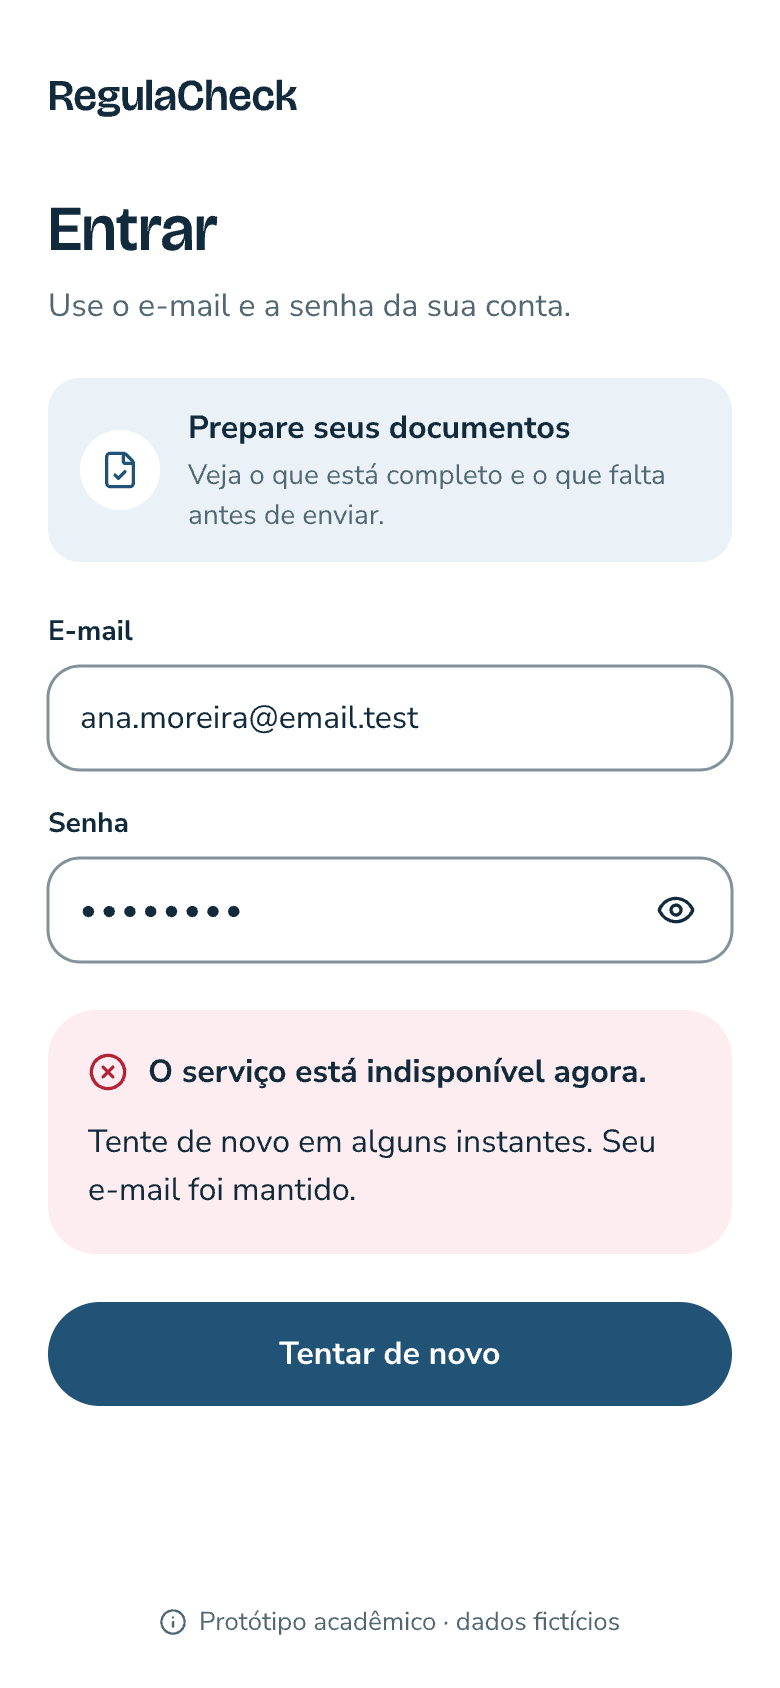 RegulaCheck
Entrar
Use o e-mail e a senha da sua conta.
Prepare seus documentos
Veja o que está completo e o que falta
antes de enviar.
E-mail
ana.moreira@email.test
Senha
••••••••
O serviço está indisponível agora.
Tente de novo em alguns instantes. Seu
e-mail foi mantido.
Tentar de novo
Protótipo acadêmico · dados fictícios